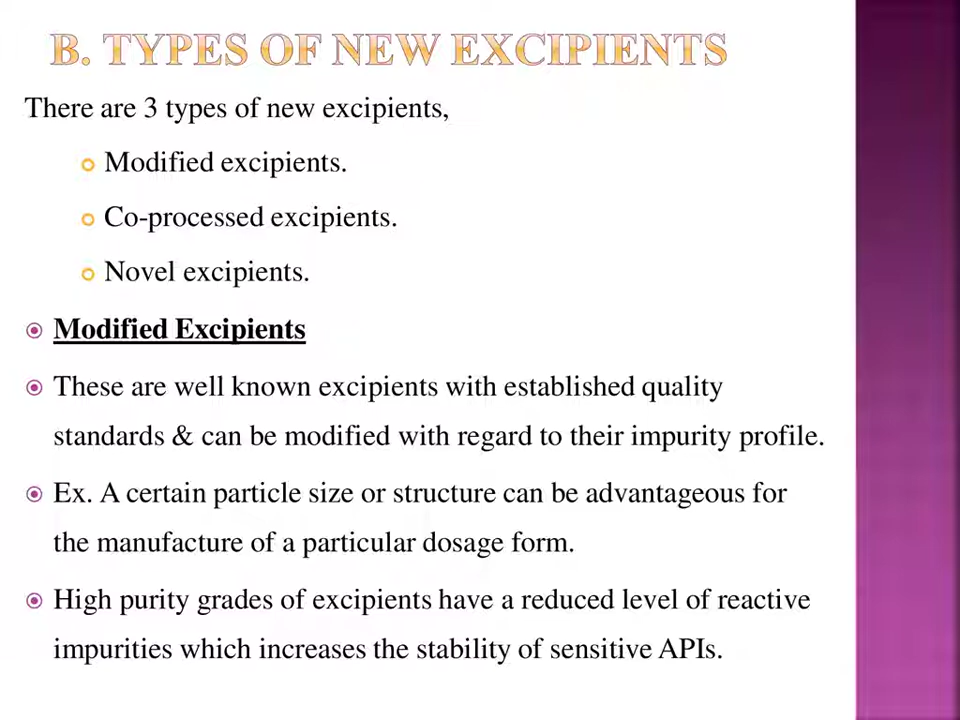 B. TYPES OF NEW EXCIPIENTS
There are 3 types of new excipients,
Modified excipients.
Co-processed excipients.
Novel excipients.
Modified Excipients
These are well known excipients with established quality
standards & can be modified with regard to their impurity profile.
Ex. A certain particle size or structure can be advantageous for
the manufacture of a particular dosage form.
High purity grades of excipients have a reduced level of reactive
impurities which increases the stability of sensitive APIs.